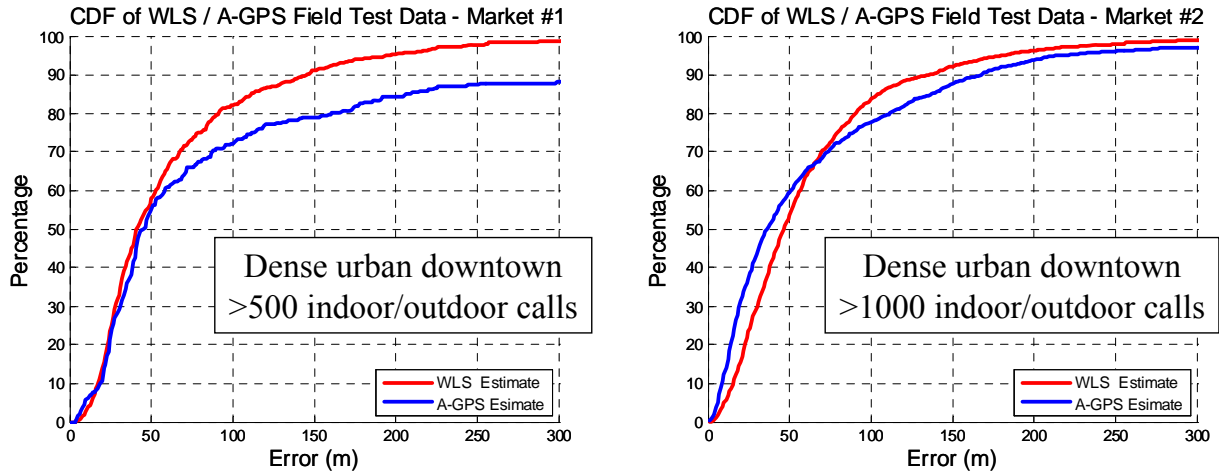 CDF of WLS / A-GPS Field Test Data - Market #1
100
90
80
70
60
50
40
30
20
10
0
Percentage
Dense urban downtown
>500 indoor/outdoor calls
WLS Estimate
A-GPS Esimate
0 50 100 150 200 250 300
Error (m)
CDF of WLS / A-GPS Field Test Data - Market #2
100
90
80
70
60
50
40
30
20
10
0
Percentage
Dense urban downtown
>1000 indoor/outdoor calls
WLS Estimate
A-GPS Esimate
0 50 100 150 200 250 300
Error (m)